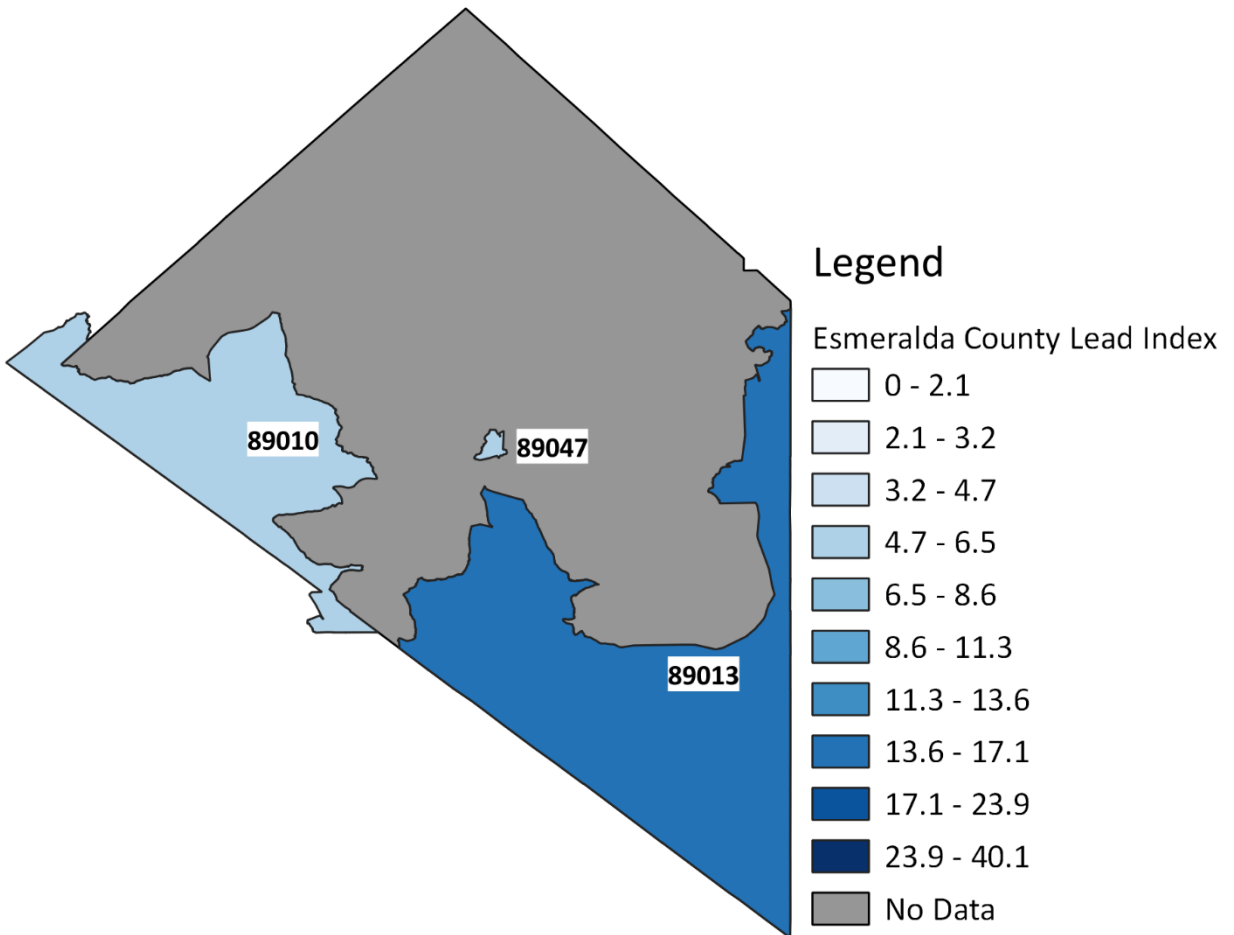 Legend
Esmeralda County Lead Index
0 - 2.1
2.1 - 3.2
3.2 - 4.7
4.7 - 6.5
6.5 - 8.6
8.6 - 11.3
11.3 - 13.6
13.6 - 17.1
17.1 - 23.9
23.9 - 40.1
No Data
89010
89047
89013